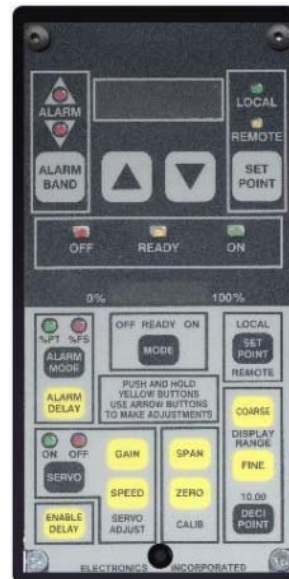 ALARM
LOCAL
REMOTE
ALARM
BAND
SET
POINT
OFF READY ON
0% 100%
%PT %FS
ALARM
MODE
ALARM
DELAY
OFF READY ON
MODE
LOCAL
SET
POINT
REMOTE
PUSH AND HOLD
YELLOW BUTTONS
USE ARROW BUTTONS
TO MAKE ADJUSTMENTS
ON OFF
SERVO
ENABLE
DELAY
GAIN
SPEED
SERVO
ADJUST
SPAN
ZERO
CALIB
COARSE
DISPLAY
RANGE
FINE
10.00
DECI
POINT
ELECTRONICS INCORPORATED